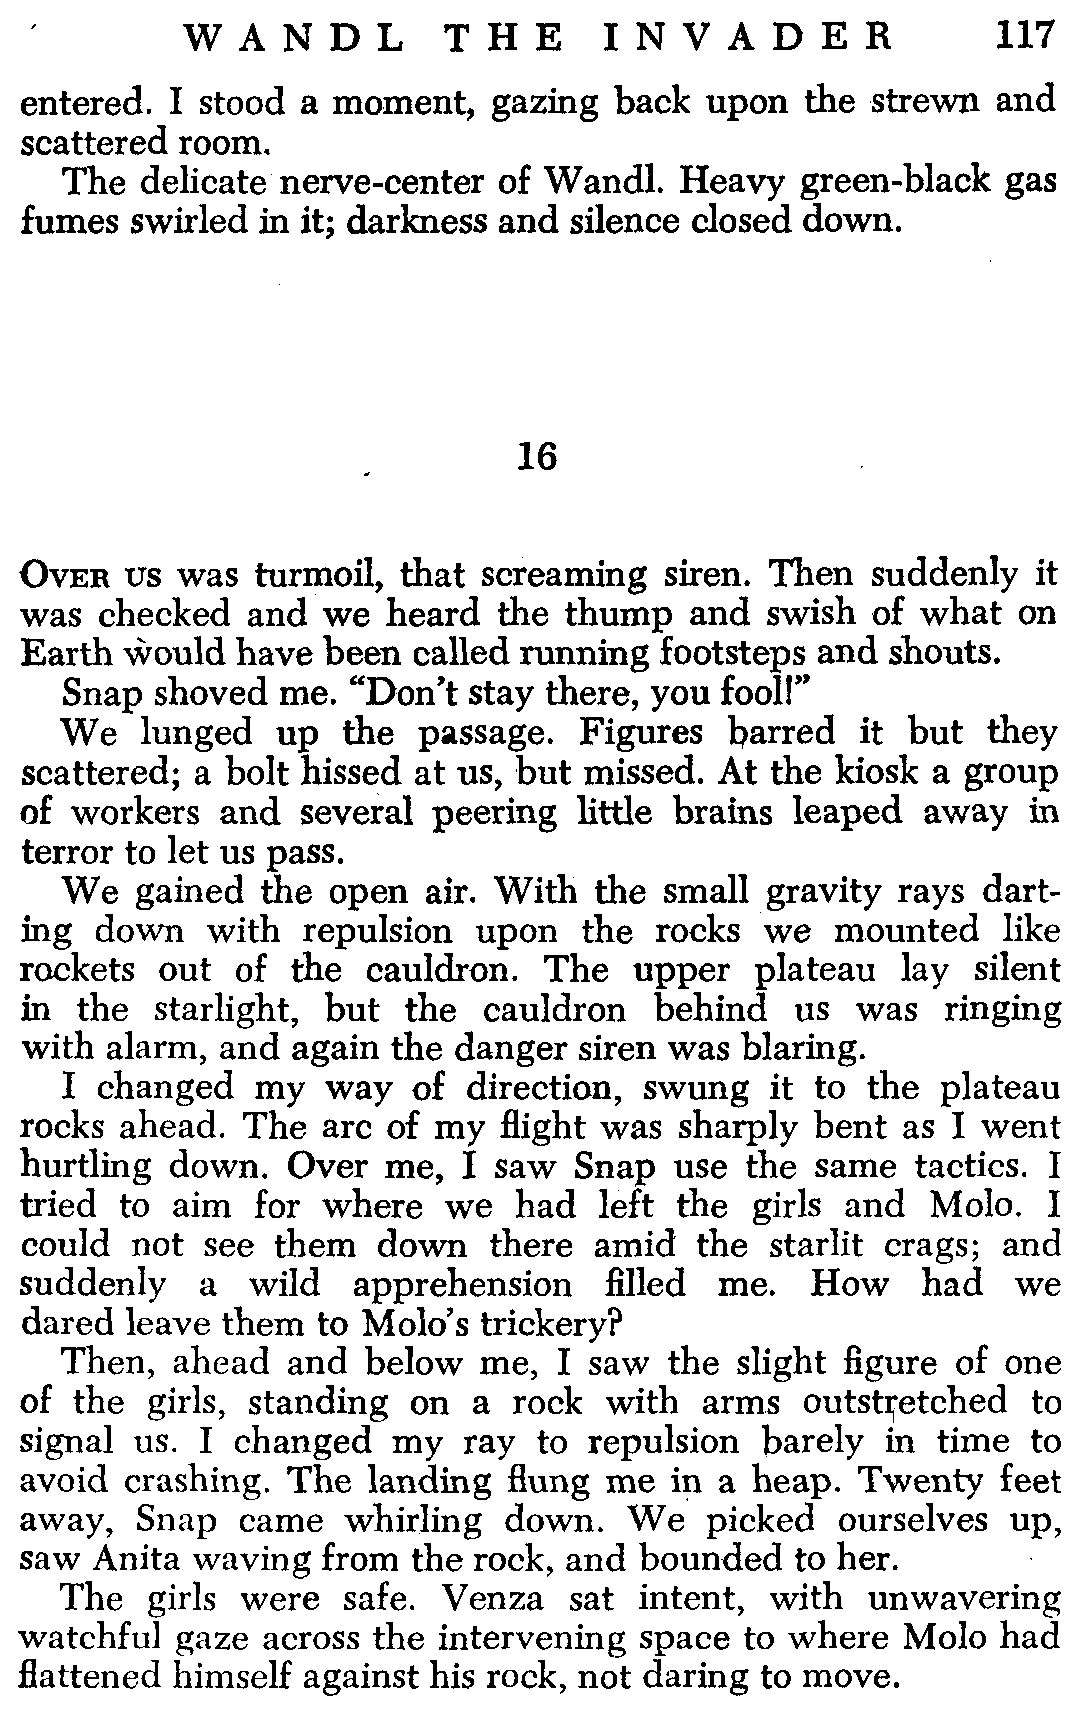 WANDL THE INVADER 117
entered. I stood a moment, gazing back upon the strewn and
scattered room.
The delicate nerve-center of Wandl. Heavy green-black gas
fumes swirled in it; darkness and silence closed down.
16
OVER US was turmoil, that screaming siren. Then suddenly it
was checked and we heard the thump and swish of what on
Earth would have been called running footsteps and shouts.
Snap shoved me. “Don't stay there, you fool!”
We lunged up the passage. Figures barred it but they
scattered; a bolt hissed at us, but missed. At the kiosk a group
of workers and several peering little brains leaped away in
terror to let us pass.
We gained the open air. With the small gravity rays dart-
ing down with repulsion upon the rocks we mounted like
rockets out of the cauldron. The upper plateau lay silent
in the starlight, but the cauldron behind us was ringing
with alarm, and again the danger siren was blaring.
I changed my way of direction, swung it to the plateau
rocks ahead. The arc of my flight was sharply bent as I went
hurtling down. Over me, I saw Snap use the same tactics. I
tried to aim for where we had left the girls and Molo. I
could not see them down there amid the starlit crags; and
suddenly a wild apprehension filled me. How had we
dared leave them to Molo's trickery?
Then, ahead and below me, I saw the slight figure of one
of the girls, standing on a rock with arms outstretched to
signal us. I changed my ray to repulsion barely in time to
avoid crashing. The landing flung me in a heap. Twenty feet
away, Snap came whirling down. We picked ourselves up,
saw Anita waving from the rock, and bounded to her.
The girls were safe. Venza sat intent, with unwavering
watchful gaze across the intervening space to where Molo had
flattened himself against his rock, not daring to move.